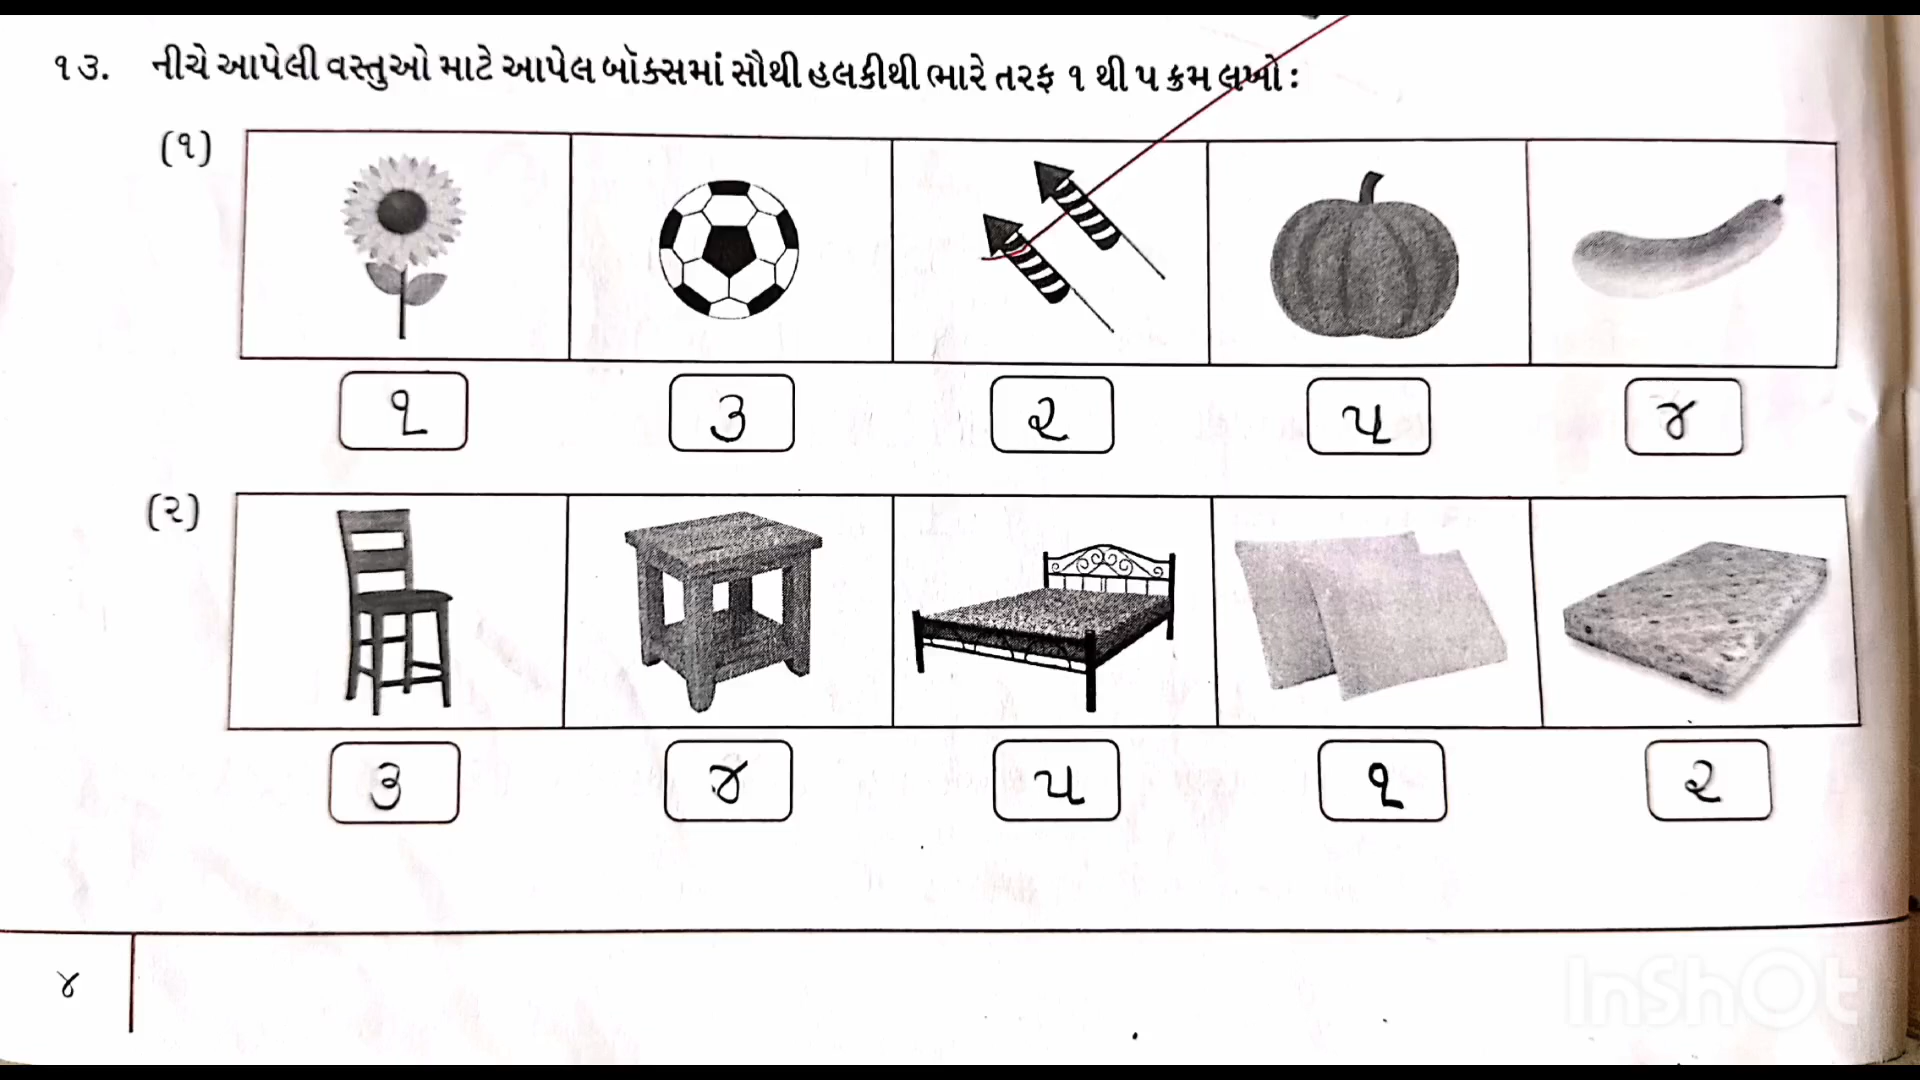 ૧૩. નીચે આપેલી વસ્તુઓ માટે આપેલ બૉક્સમાં સૌથી હલકીથી ભારે તરફ ૧ થી ૫ ક્રમ લખો :
(૧)
૧ ૩ ૨ ૫ ૪
(૨)
૩ ૪ ૫ ૧ ૨
૪
InShOt